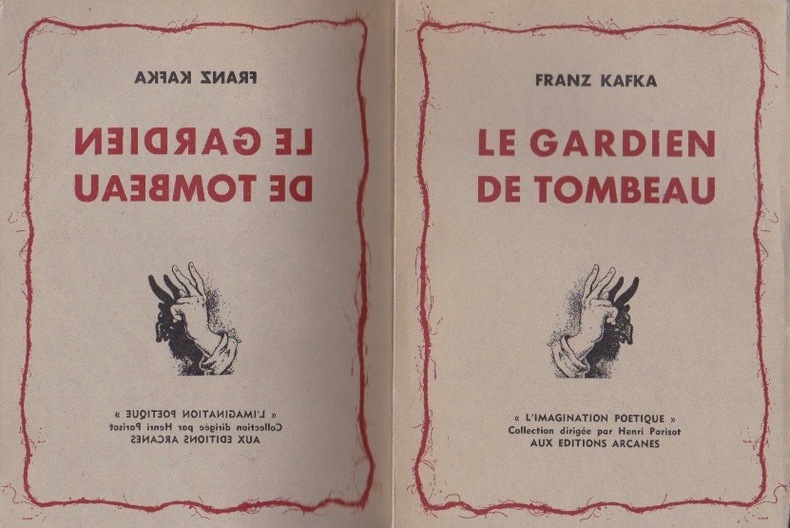 FRANZ KAFKA
LE GARDIEN
DE TOMBEAU
« L'IMAGINATION POETIQUE »
Collection dirigée par Henri Parisot
AUX EDITIONS ARCANES
FRANZ KAFKA
LE GARDIEN
DE TOMBEAU
« L'IMAGINATION POETIQUE »
Collection dirigée par Henri Parisot
AUX EDITIONS ARCANES